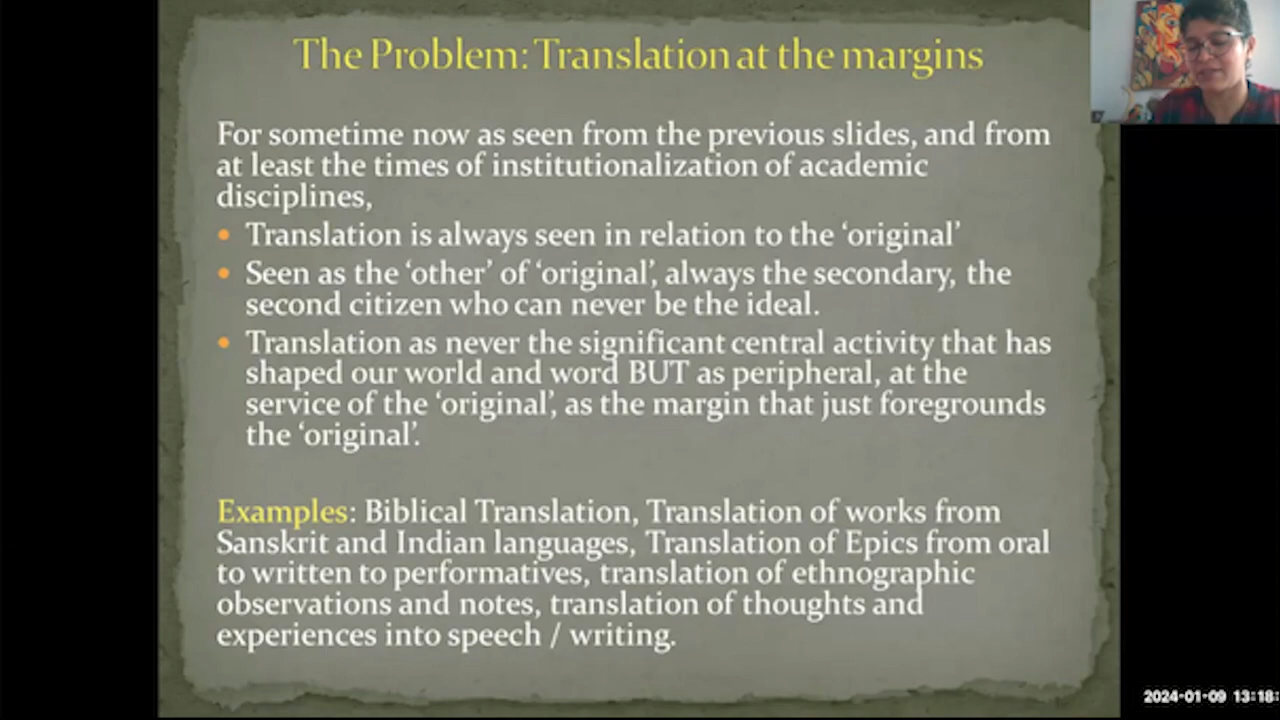 The Problem: Translation at the margins
For sometime now as seen from the previous slides, and from
at least the times of institutionalization of academic
disciplines,
• Translation is always seen in relation to the ‘original’
• Seen as the ‘other’ of ‘original’, always the secondary, the
second citizen who can never be the ideal.
• Translation as never the significant central activity that has
shaped our world and word BUT as peripheral, at the
service of the ‘original’, as the margin that just foregrounds
the ‘original’.
Examples: Biblical Translation, Translation of works from
Sanskrit and Indian languages, Translation of Epics from oral
to written to performatives, translation of ethnographic
observations and notes, translation of thoughts and
experiences into speech / writing.
2024-01-09 13:18: